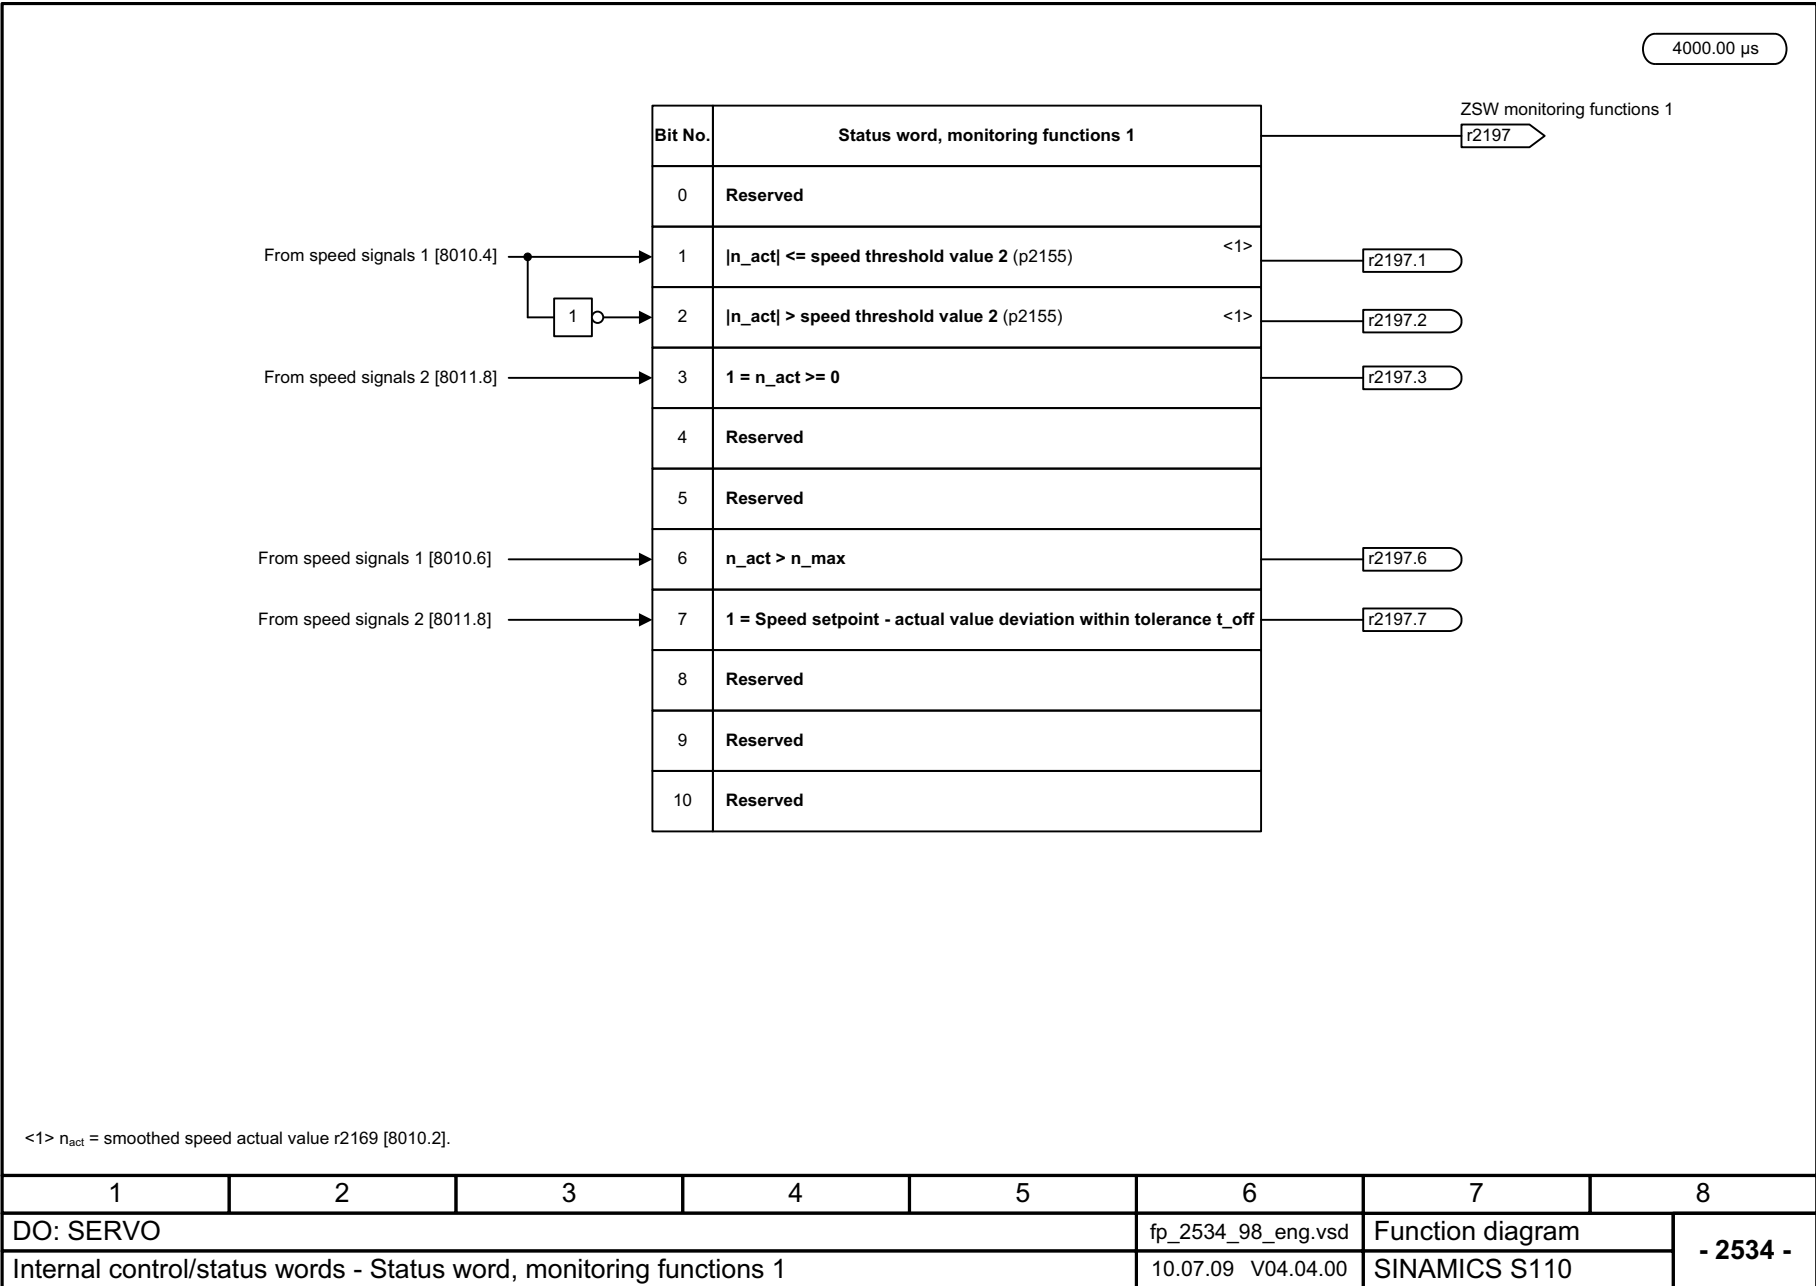 4000.00 µs
ZSW monitoring functions 1
Bit No. Status word, monitoring functions 1 r2197
0 Reserved
From speed signals 1 [8010.4] 1 |n_act| <= speed threshold value 2 (p2155) <1> r2197.1
1 2 |n_act| > speed threshold value 2 (p2155) <1> r2197.2
From speed signals 2 [8011.8] 3 1 = n_act >= 0 r2197.3
4 Reserved
5 Reserved
From speed signals 1 [8010.6] 6 n_act > n_max r2197.6
From speed signals 2 [8011.8] 7 1 = Speed setpoint - actual value deviation within tolerance t_off r2197.7
8 Reserved
9 Reserved
10 Reserved
<1> nact = smoothed speed actual value r2169 [8010.2].
1 2 3 4 5 6 7 8
DO: SERVO fp_2534_98_eng.vsd Function diagram
- 2534 -
Internal control/status words - Status word, monitoring functions 1 10.07.09 V04.04.00 SINAMICS S110